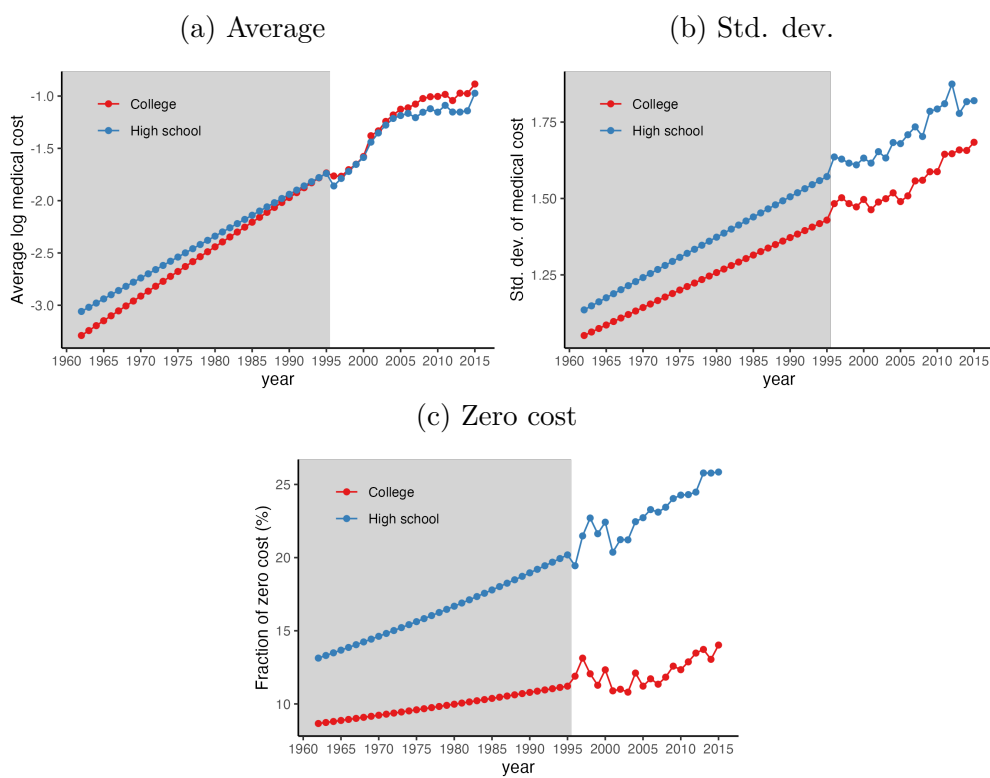 (a) Average
Average log medical cost
-1.0
-1.5
-2.0
-2.5
-3.0
College
High school
1960 1965 1970 1975 1980 1985 1990 1995 2000 2005 2010 2015
year
(b) Std. dev.
Std. dev. of medical cost
1.75
1.50
1.25
College
High school
1960 1965 1970 1975 1980 1985 1990 1995 2000 2005 2010 2015
year
(c) Zero cost
Fraction of zero cost (%)
25
20
15
10
College
High school
1960 1965 1970 1975 1980 1985 1990 1995 2000 2005 2010 2015
year